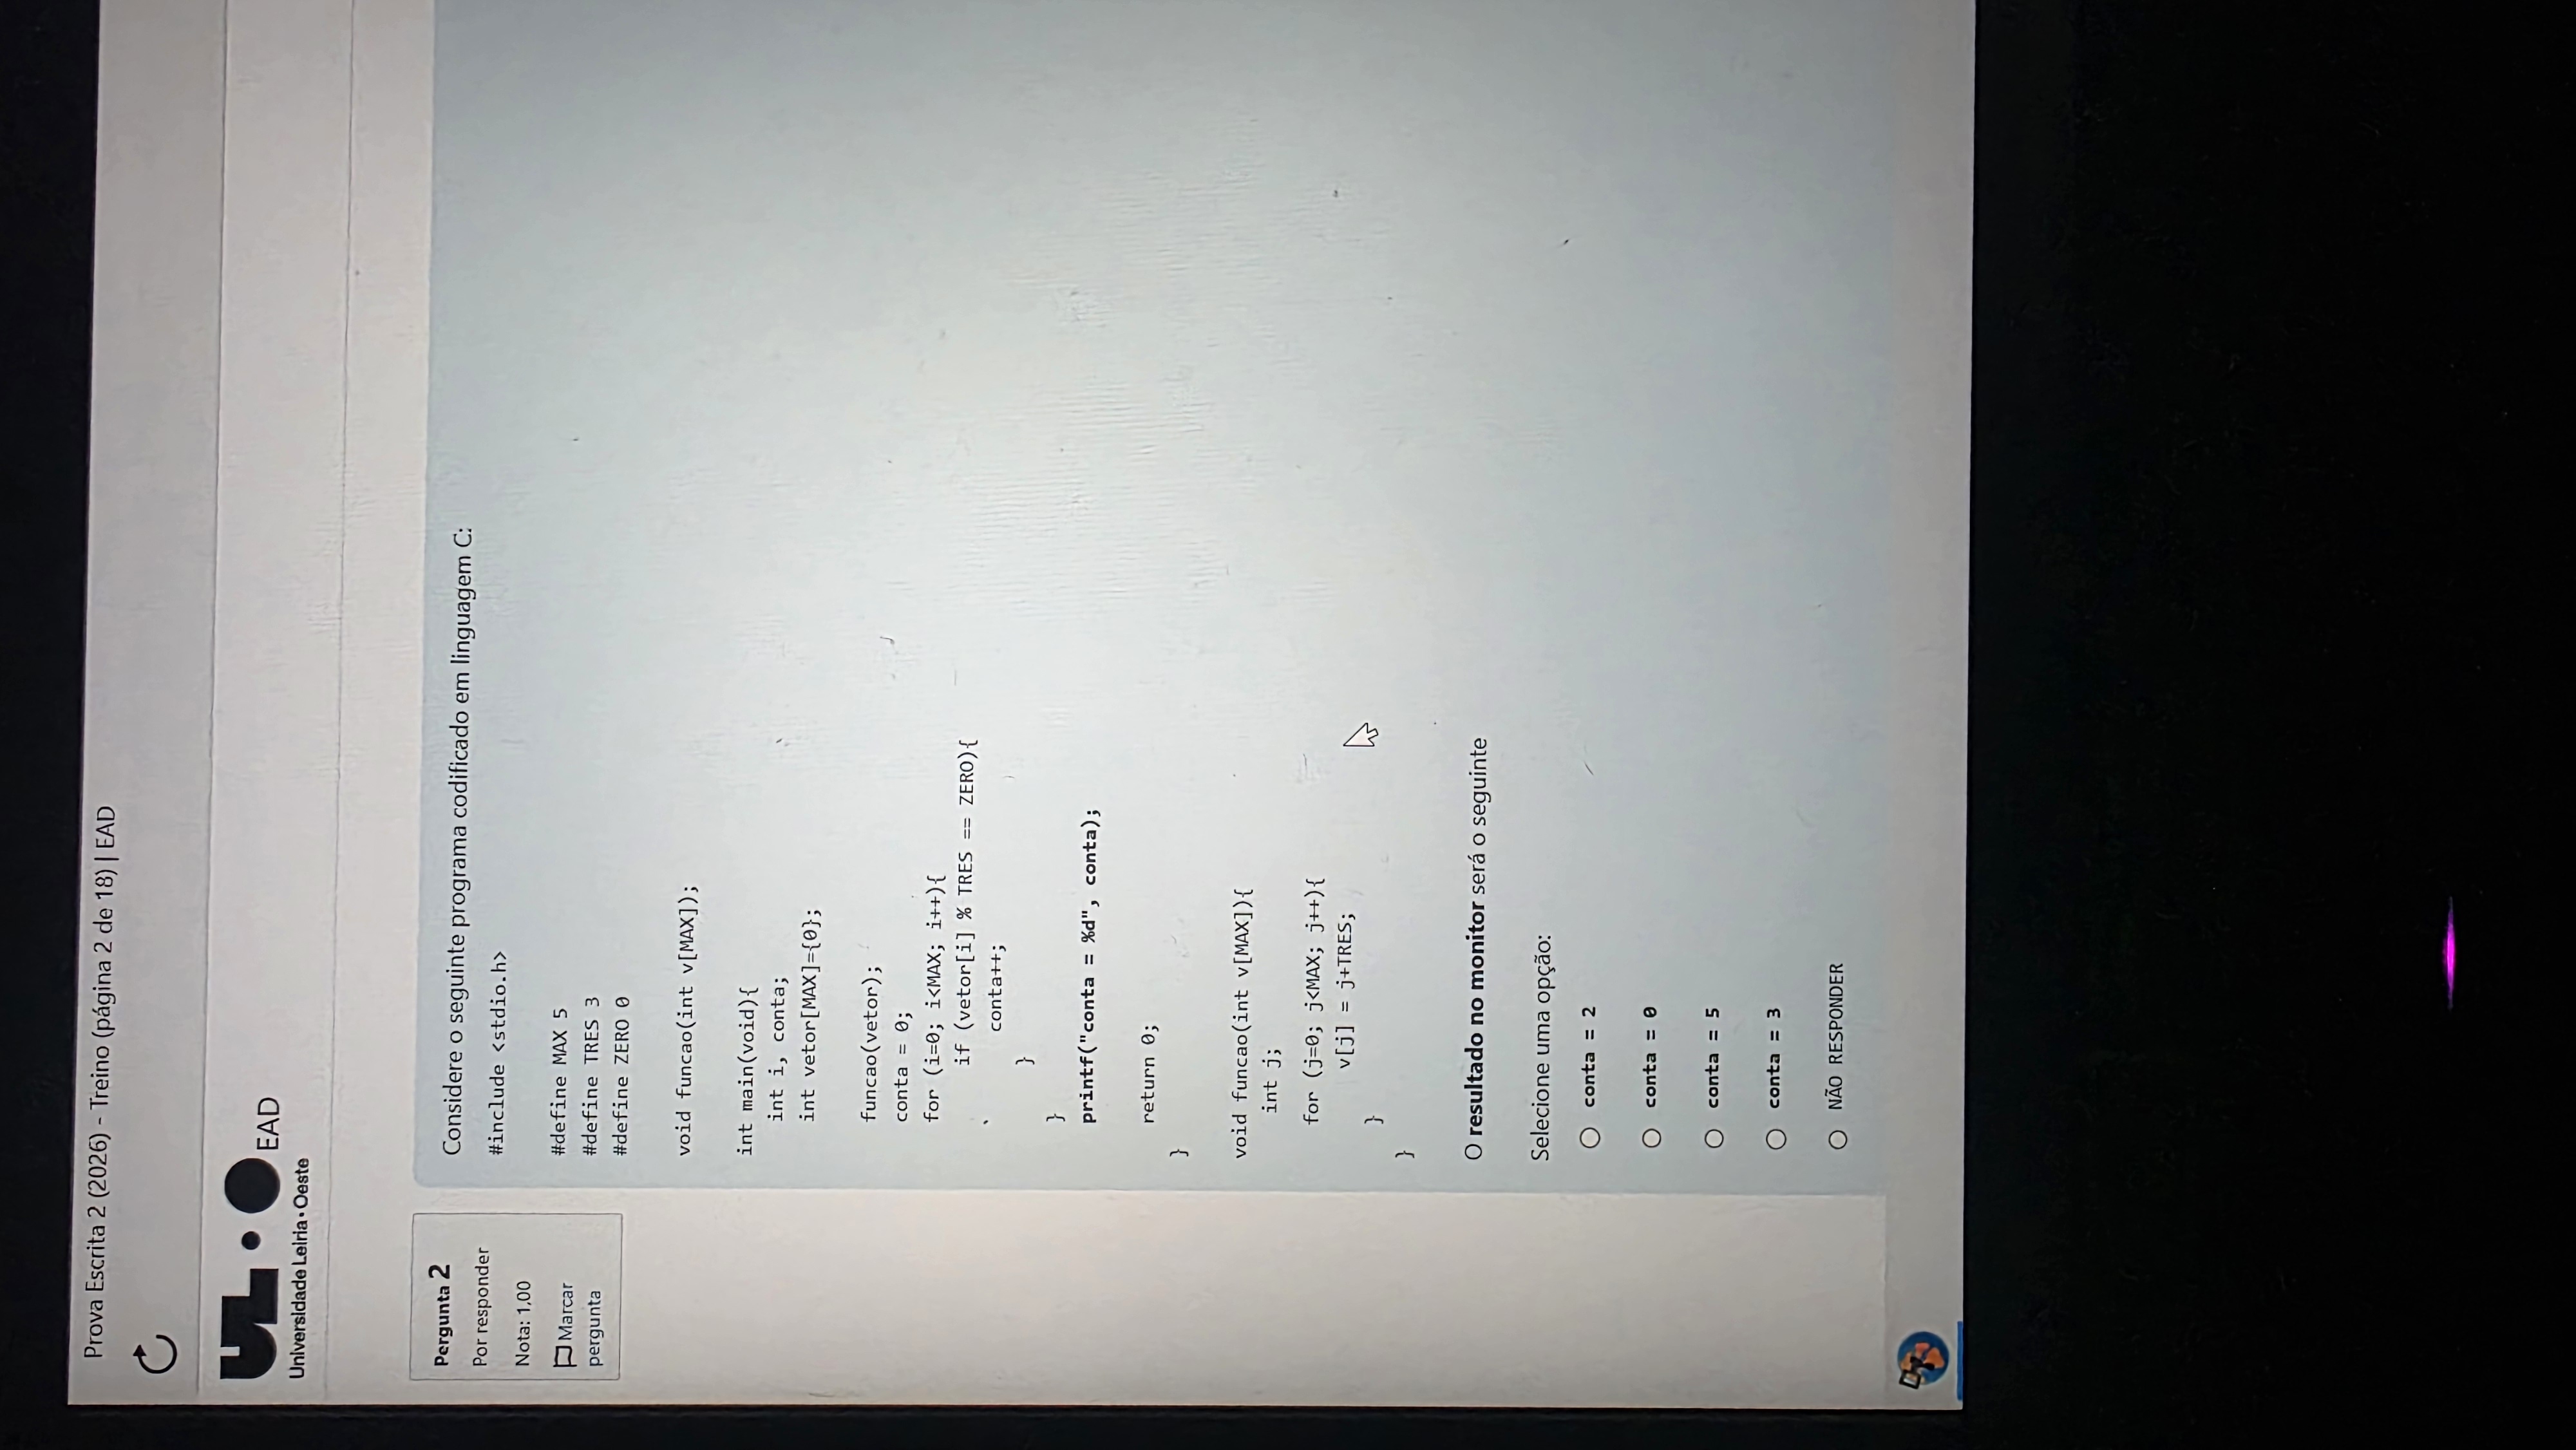 Prova Escrita 2 (2026) - Treino (página 2 de 18) | EAD
UL•O EAD
Universidade Leiria•Oeste
Pergunta 2
Por responder
Nota: 1,00
Marcar
pergunta
Considere o seguinte programa codificado em linguagem C:
#include <stdio.h>
#define MAX 5
#define TRES 3
#define ZERO 0
void funcao(int v[MAX]);
int main(void){
int i, conta;
int vetor[MAX]={0};
funcao(vetor);
conta = 0;
for (i=0; i<MAX; i++){
if (vetor[i] % TRES == ZERO){
conta++;
}
}
printf("conta = %d", conta);
return 0;
}
void funcao(int v[MAX]){
int j;
for (j=0; j<MAX; j++){
v[j] = j+TRES;
}
}
O resultado no monitor será o seguinte
Selecione uma opção:
conta = 2
conta = 0
conta = 5
conta = 3
NÃO RESPONDER